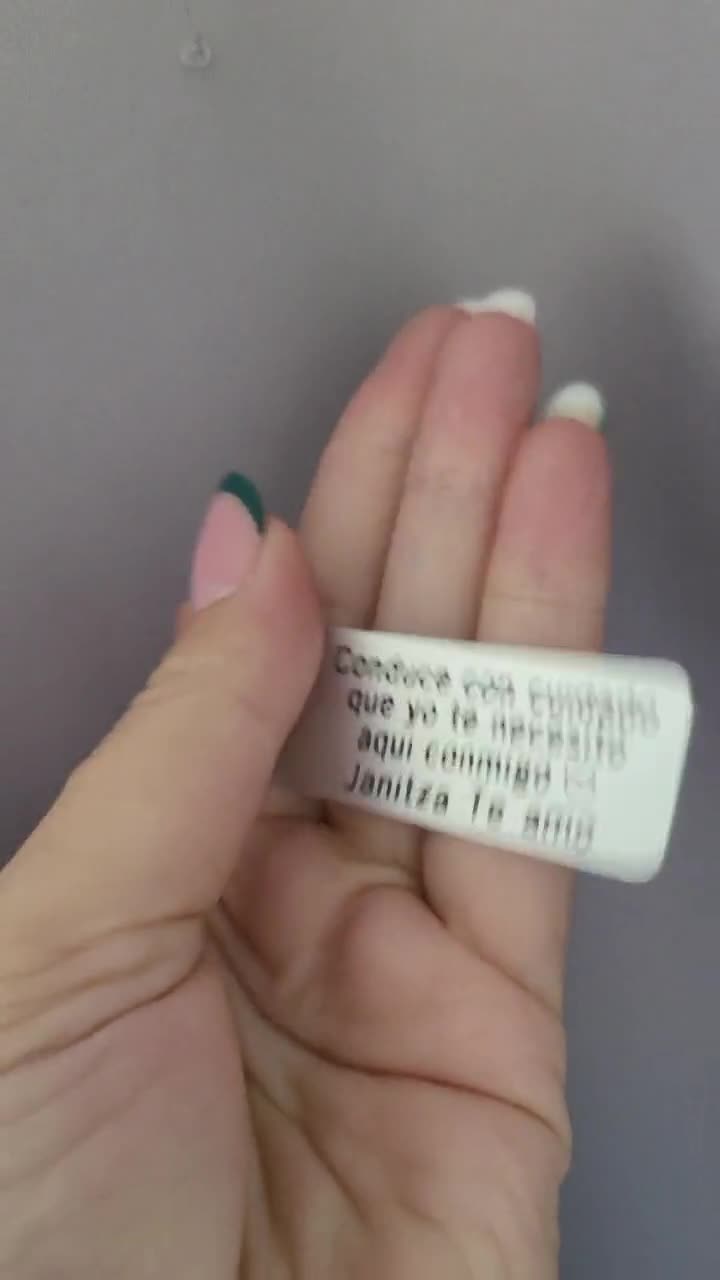 Conduce con cuidado
que yo te necesito
aqui conmigo
Janitza Te amo